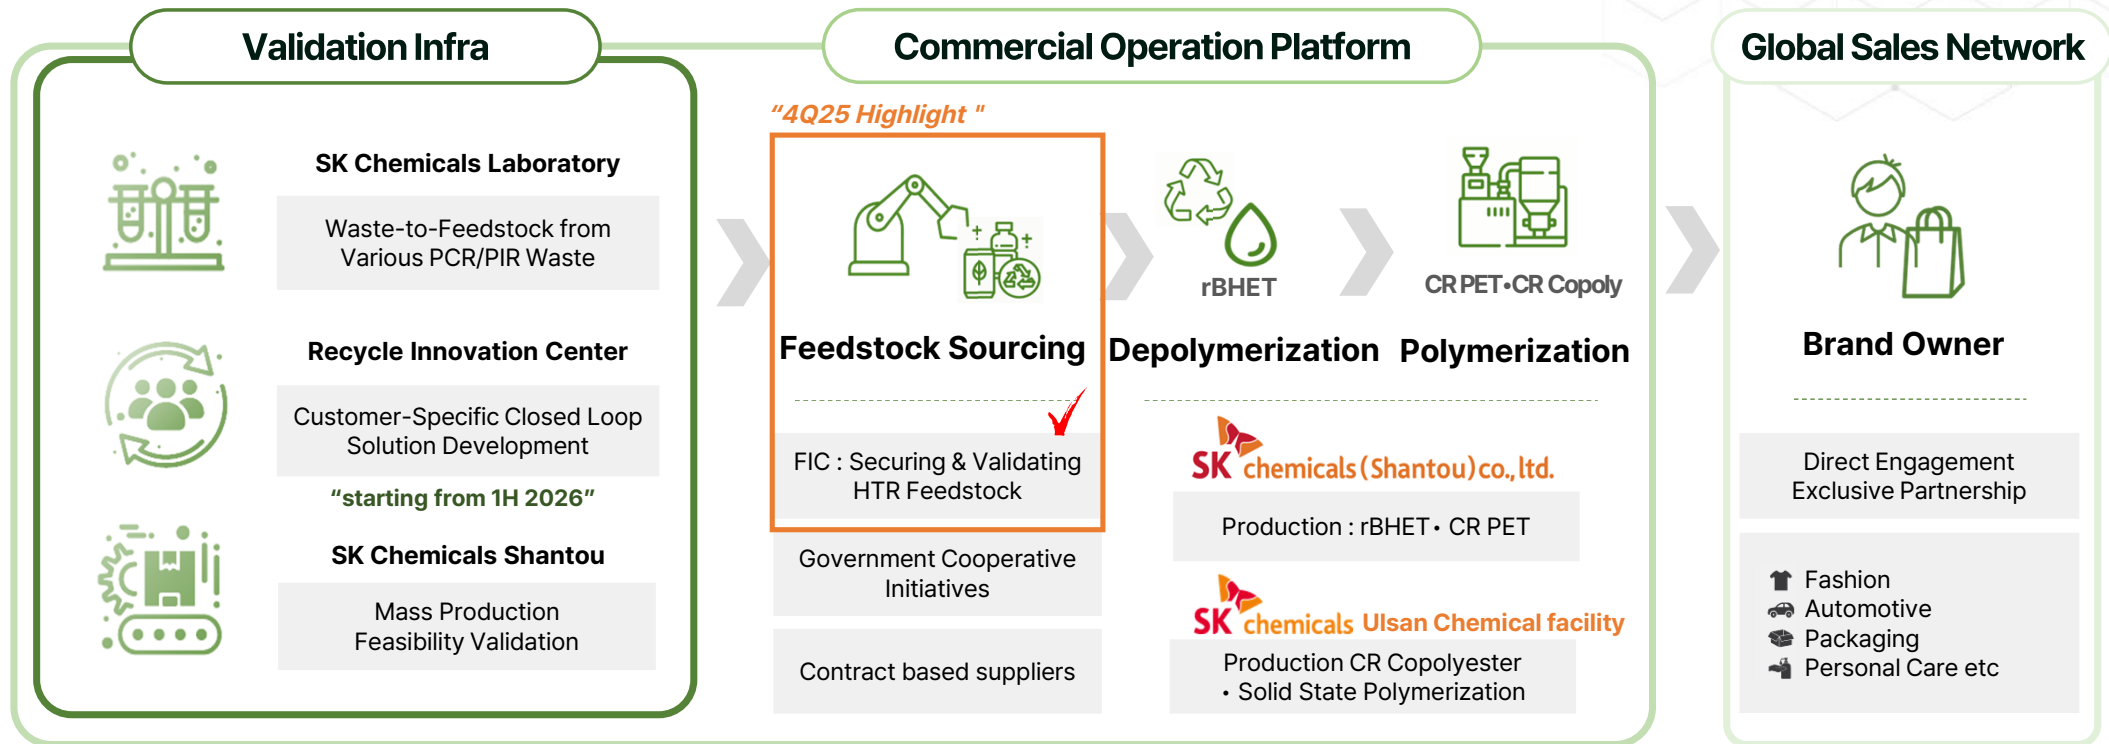 Validation Infra
SK Chemicals Laboratory
Waste-to-Feedstock from
Various PCR/PIR Waste
Recycle Innovation Center
Customer-Specific Closed Loop
Solution Development
“starting from 1H 2026”
SK Chemicals Shantou
Mass Production
Feasibility Validation
Commercial Operation Platform
“4Q25 Highlight "
Feedstock Sourcing
FIC : Securing & Validating
HTR Feedstock
Government Cooperative
Initiatives
Contract based suppliers
rBHET
Depolymerization
CR PET•CR Copoly
Polymerization
SK chemicals(Shantou)co.,ltd.
Production : rBHET• CR PET
SK chemicals Ulsan Chemical facility
Production CR Copolyester
• Solid State Polymerization
Global Sales Network
Brand Owner
Direct Engagement
Exclusive Partnership
Fashion
Automotive
Packaging
Personal Care etc